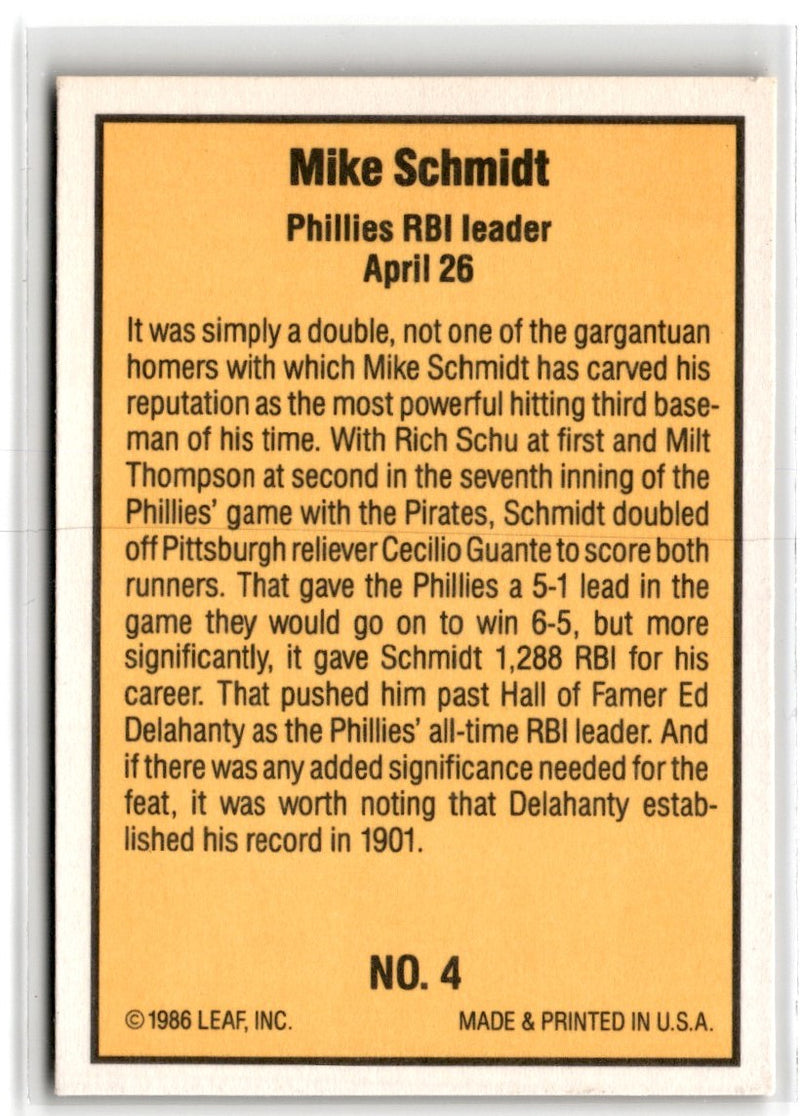 Mike Schmidt
Phillies RBI leader
April 26
It was simply a double, not one of the gargantuan
homers with which Mike Schmidt has carved his
reputation as the most powerful hitting third base-
man of his time. With Rich Schu at first and Milt
Thompson at second in the seventh inning of the
Phillies' game with the Pirates, Schmidt doubled
off Pittsburgh reliever Cecilio Guante to score both
runners. That gave the Phillies a 5-1 lead in the
game they would go on to win 6-5, but more
significantly, it gave Schmidt 1,288 RBI for his
career. That pushed him past Hall of Famer Ed
Delahanty as the Phillies' all-time RBI leader. And
if there was any added significance needed for the
feat, it was worth noting that Delahanty estab-
lished his record in 1901.
NO. 4
©1986 LEAF, INC. MADE & PRINTED IN U.S.A.